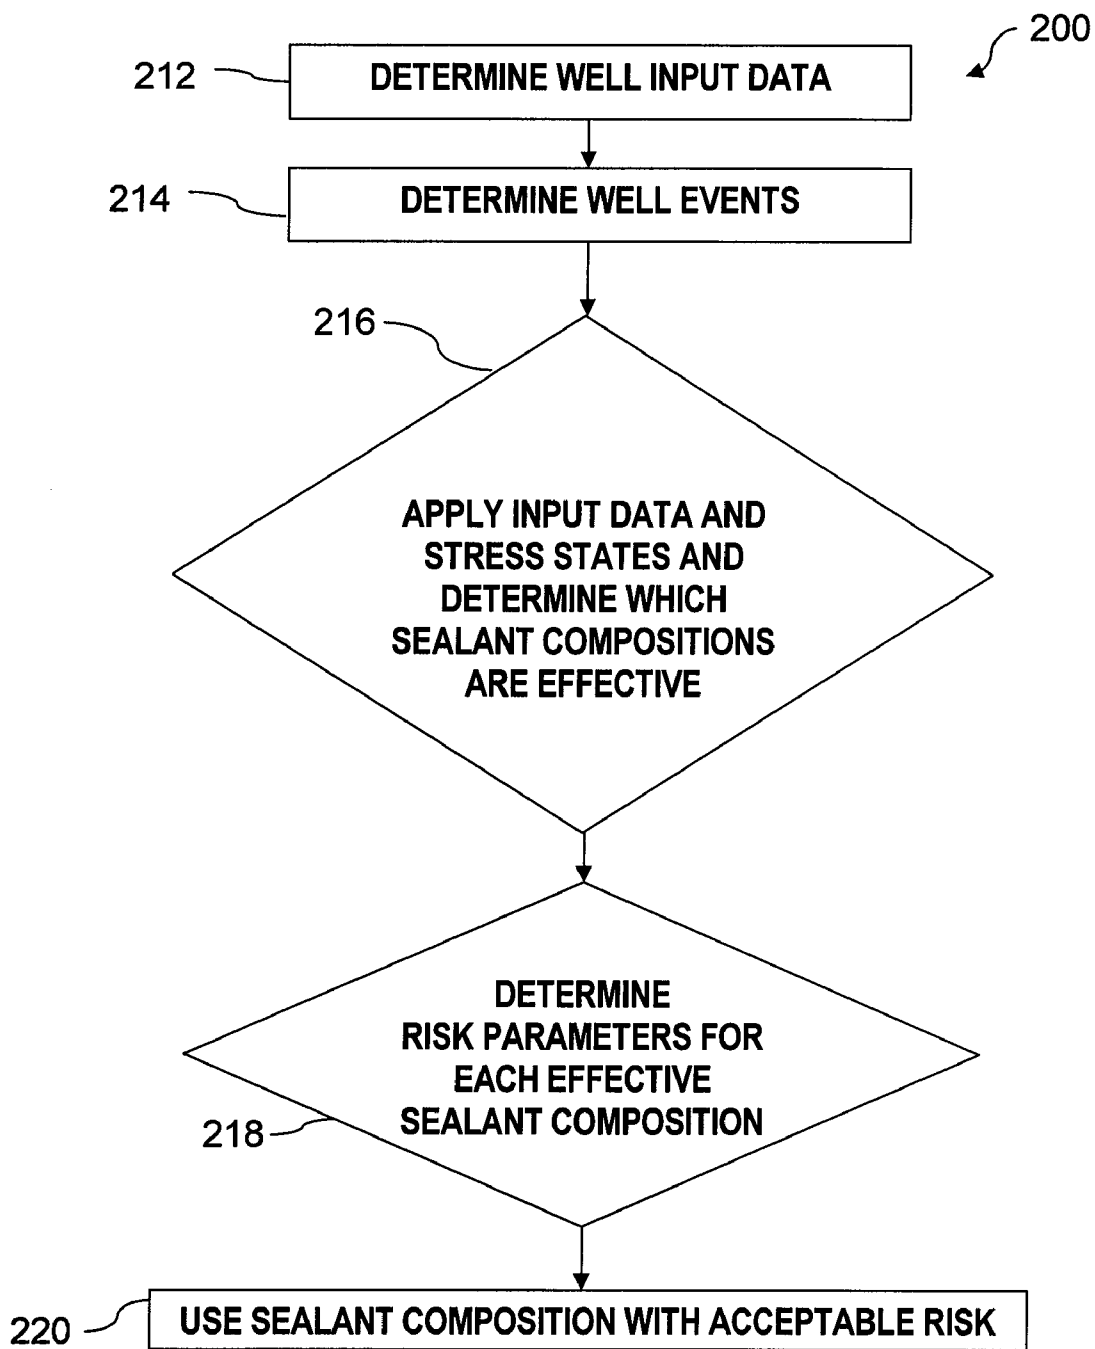 200
212
DETERMINE WELL INPUT DATA
214
DETERMINE WELL EVENTS
216
APPLY INPUT DATA AND
STRESS STATES AND
DETERMINE WHICH
SEALANT COMPOSITIONS
ARE EFFECTIVE
DETERMINE
RISK PARAMETERS FOR
EACH EFFECTIVE
SEALANT COMPOSITION
218
220
USE SEALANT COMPOSITION WITH ACCEPTABLE RISK